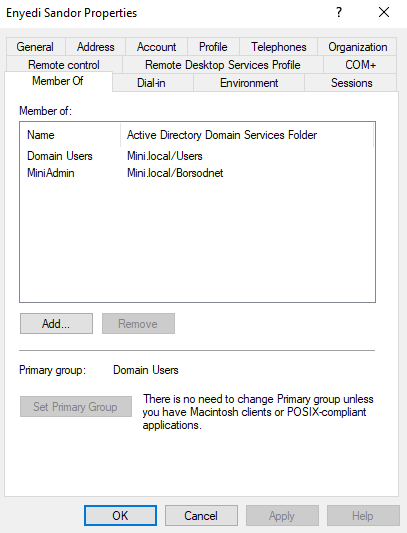 Enyedi Sandor Properties
General Address Account Profile Telephones Organization
Remote control Remote Desktop Services Profile COM+
Member Of Dial-in Environment Sessions
Member of:
Name Active Directory Domain Services Folder
Domain Users Mini.local/Users
MiniAdmin Mini.local/Borsodnet
Add... Remove
Primary group: Domain Users
Set Primary Group
There is no need to change Primary group unless
you have Macintosh clients or POSIX-compliant
applications.
OK Cancel Apply Help